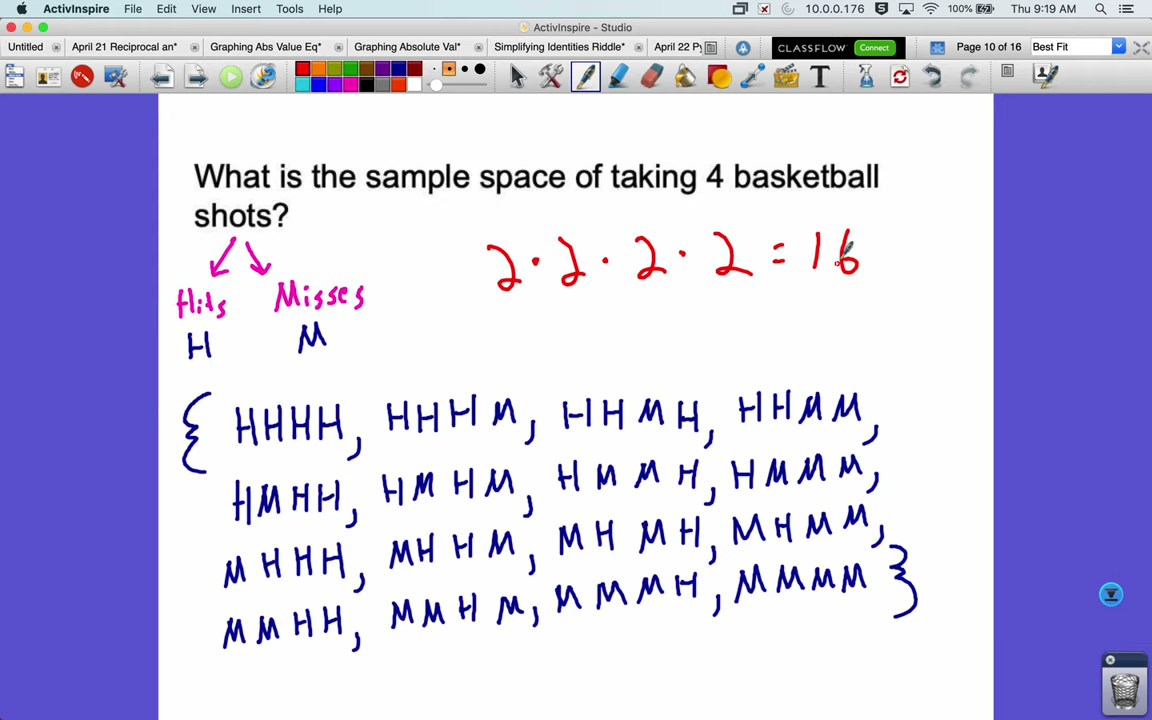 ActivInspire File Edit View Insert Tools Help 10.0.0.176 5 100% Thu 9:19 AM
ActivInspire - Studio
Untitled April 21 Reciprocal an* Graphing Abs Value Eq* Graphing Absolute Val* Simplifying Identities Riddle* April 22 Py CLASSFLOW Connect Page 10 of 16 Best Fit
What is the sample space of taking 4 basketball
shots?
2 · 2 · 2 · 2 = 16
Hits Misses
H M
{ HHHH, HHHM, HHMH, HHMM,
HMHH, HMHM, HMMH, HMMM,
MHHH, MHHM, MHMH, MHMM,
MMHH, MMHM, MMMH, MMMM }